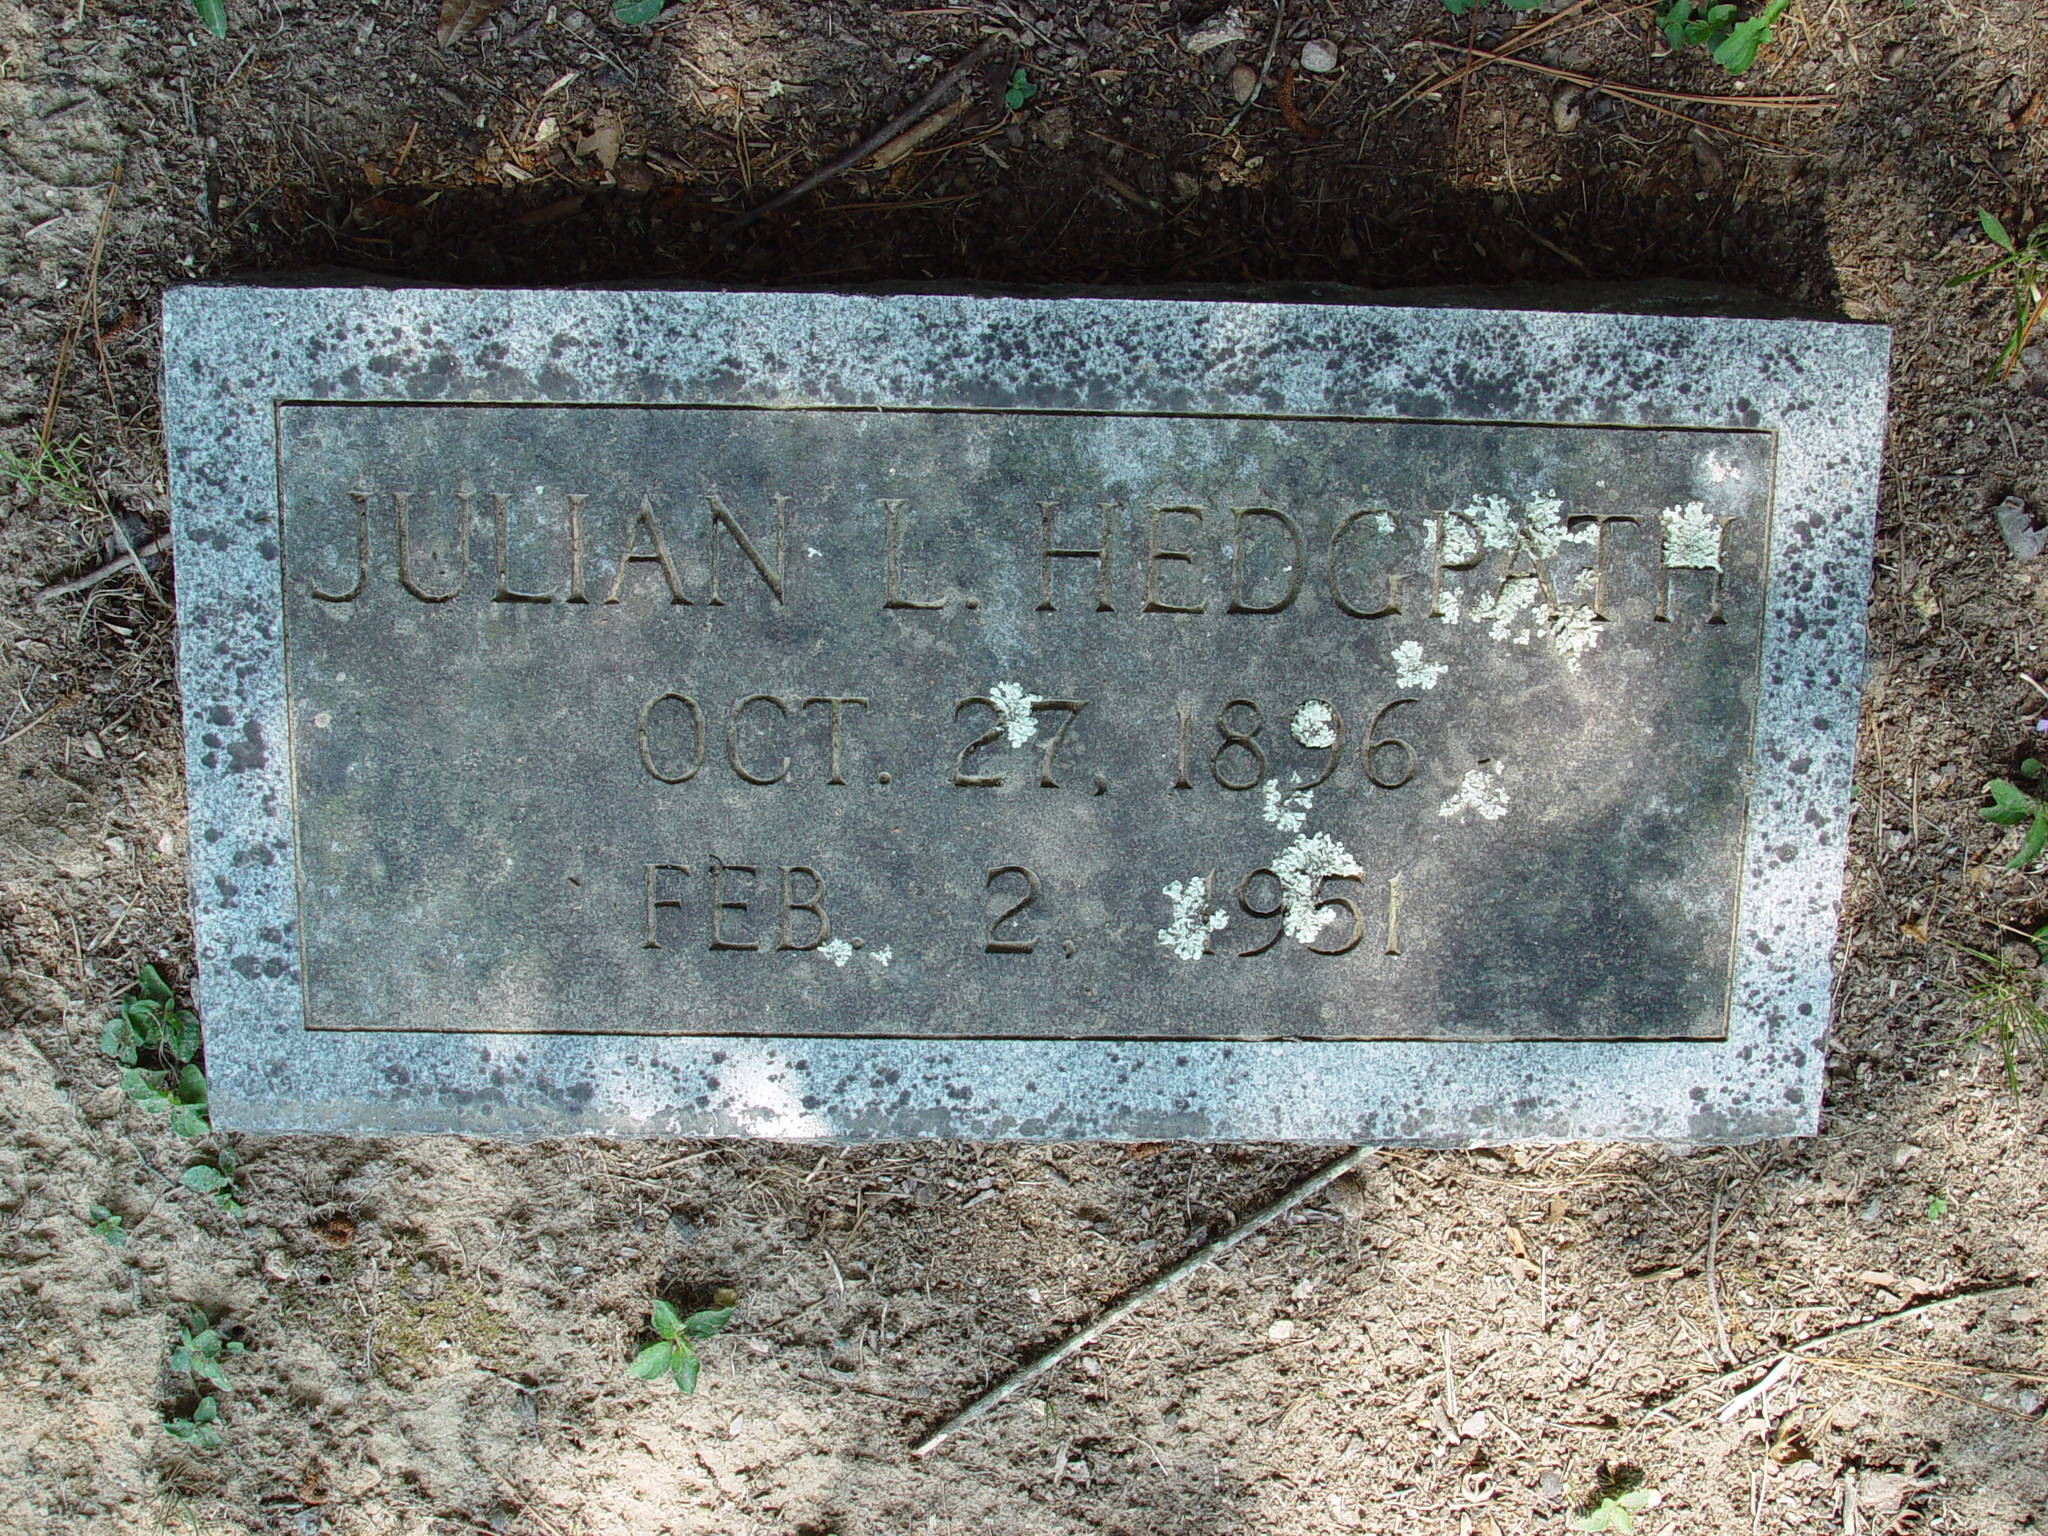 JULIAN L. HEDGPATH
OCT. 27, 1896
FEB. 2, 1951